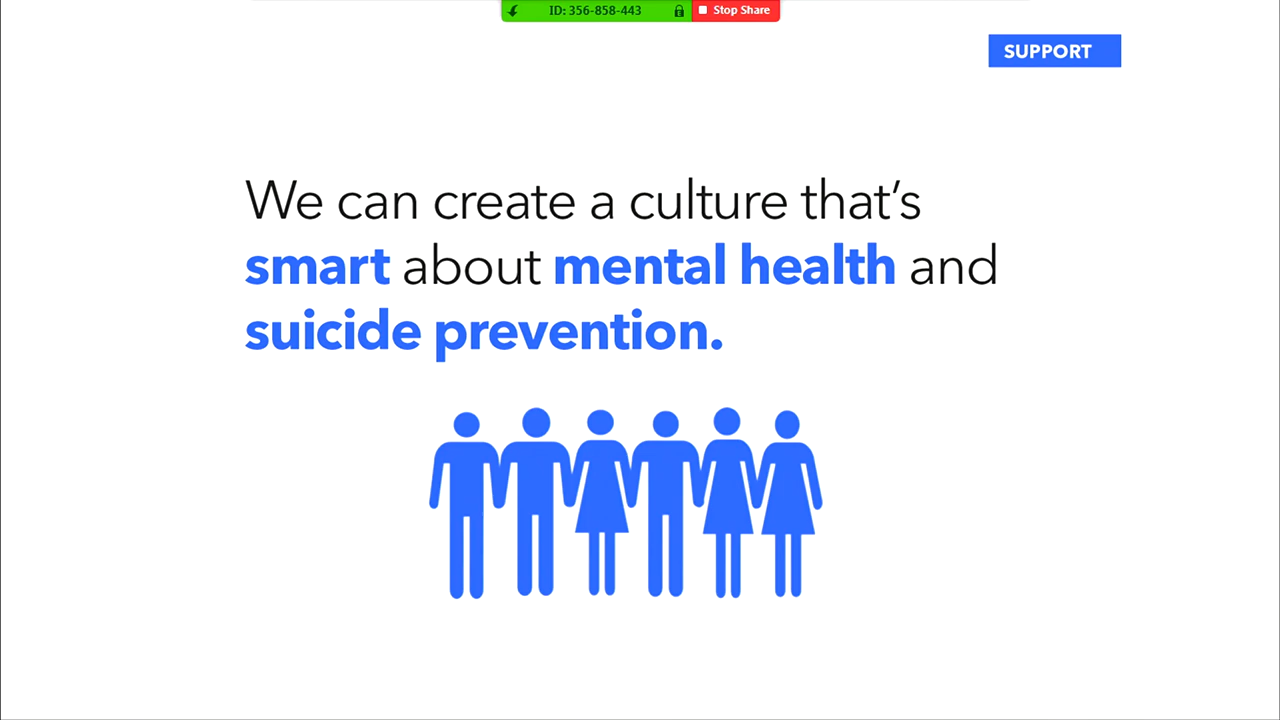 ID: 356-858-443 Stop Share
SUPPORT
We can create a culture that’s
smart about mental health and
suicide prevention.